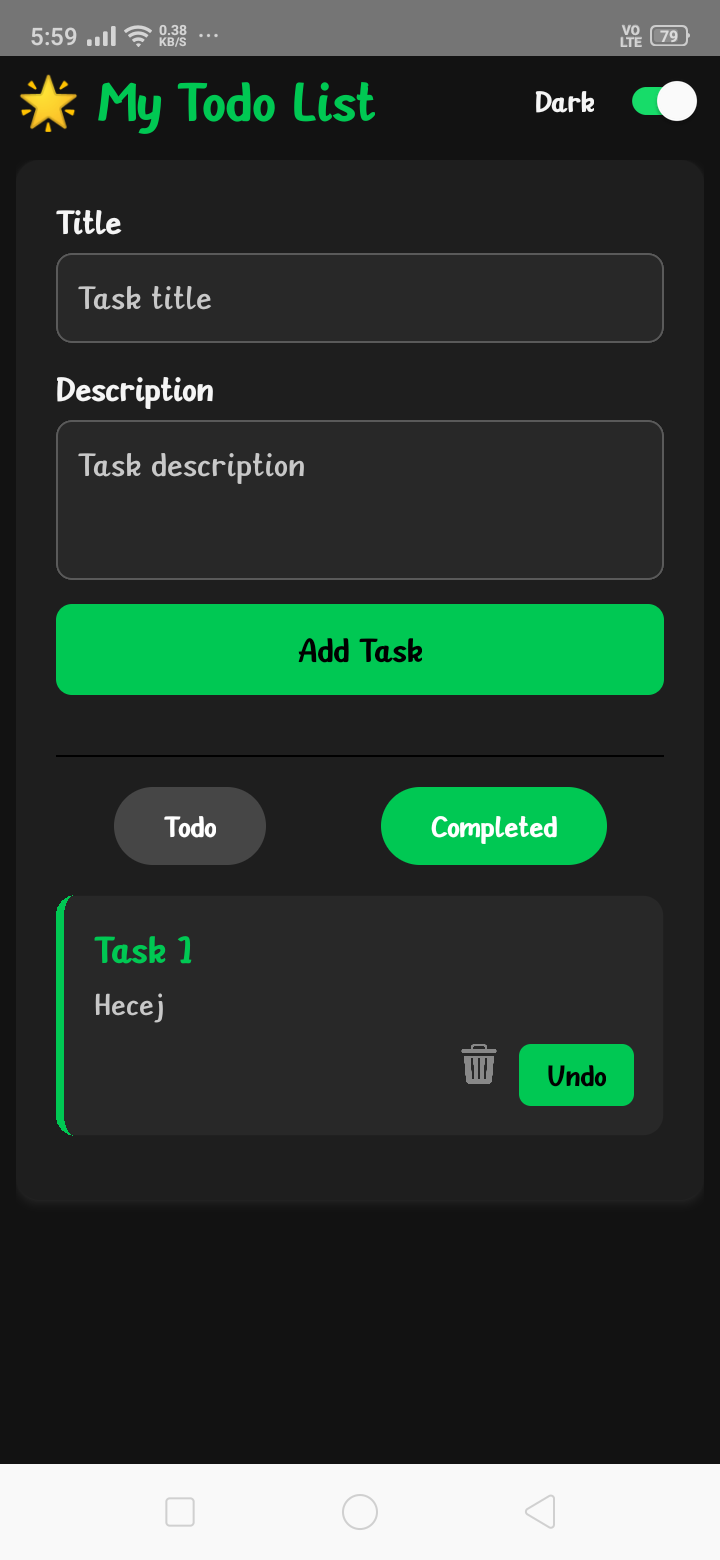 5:59 0.38 KB/S ... VO LTE 79
My Todo List Dark
Title
Task title
Description
Task description
Add Task
Todo Completed
Task 1
Hecej
Undo